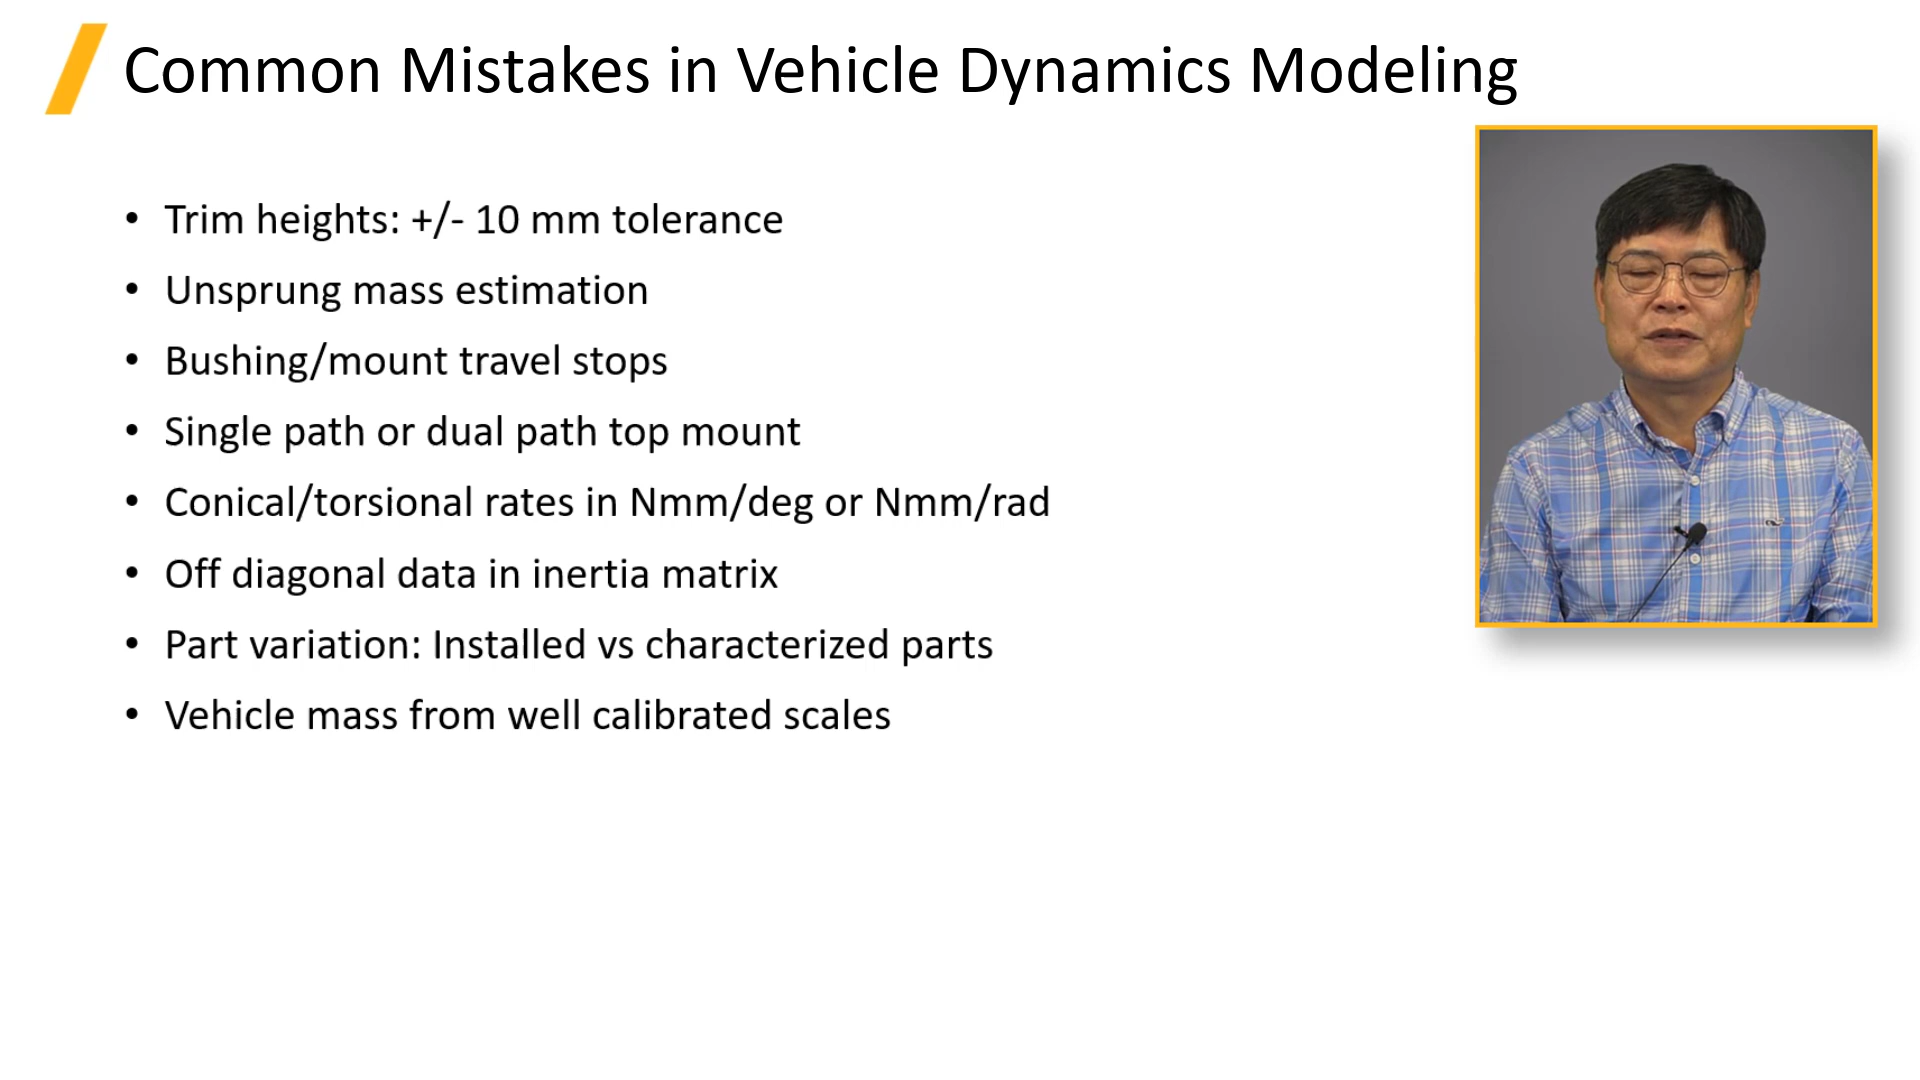 Common Mistakes in Vehicle Dynamics Modeling
• Trim heights: +/- 10 mm tolerance
• Unsprung mass estimation
• Bushing/mount travel stops
• Single path or dual path top mount
• Conical/torsional rates in Nmm/deg or Nmm/rad
• Off diagonal data in inertia matrix
• Part variation: Installed vs characterized parts
• Vehicle mass from well calibrated scales